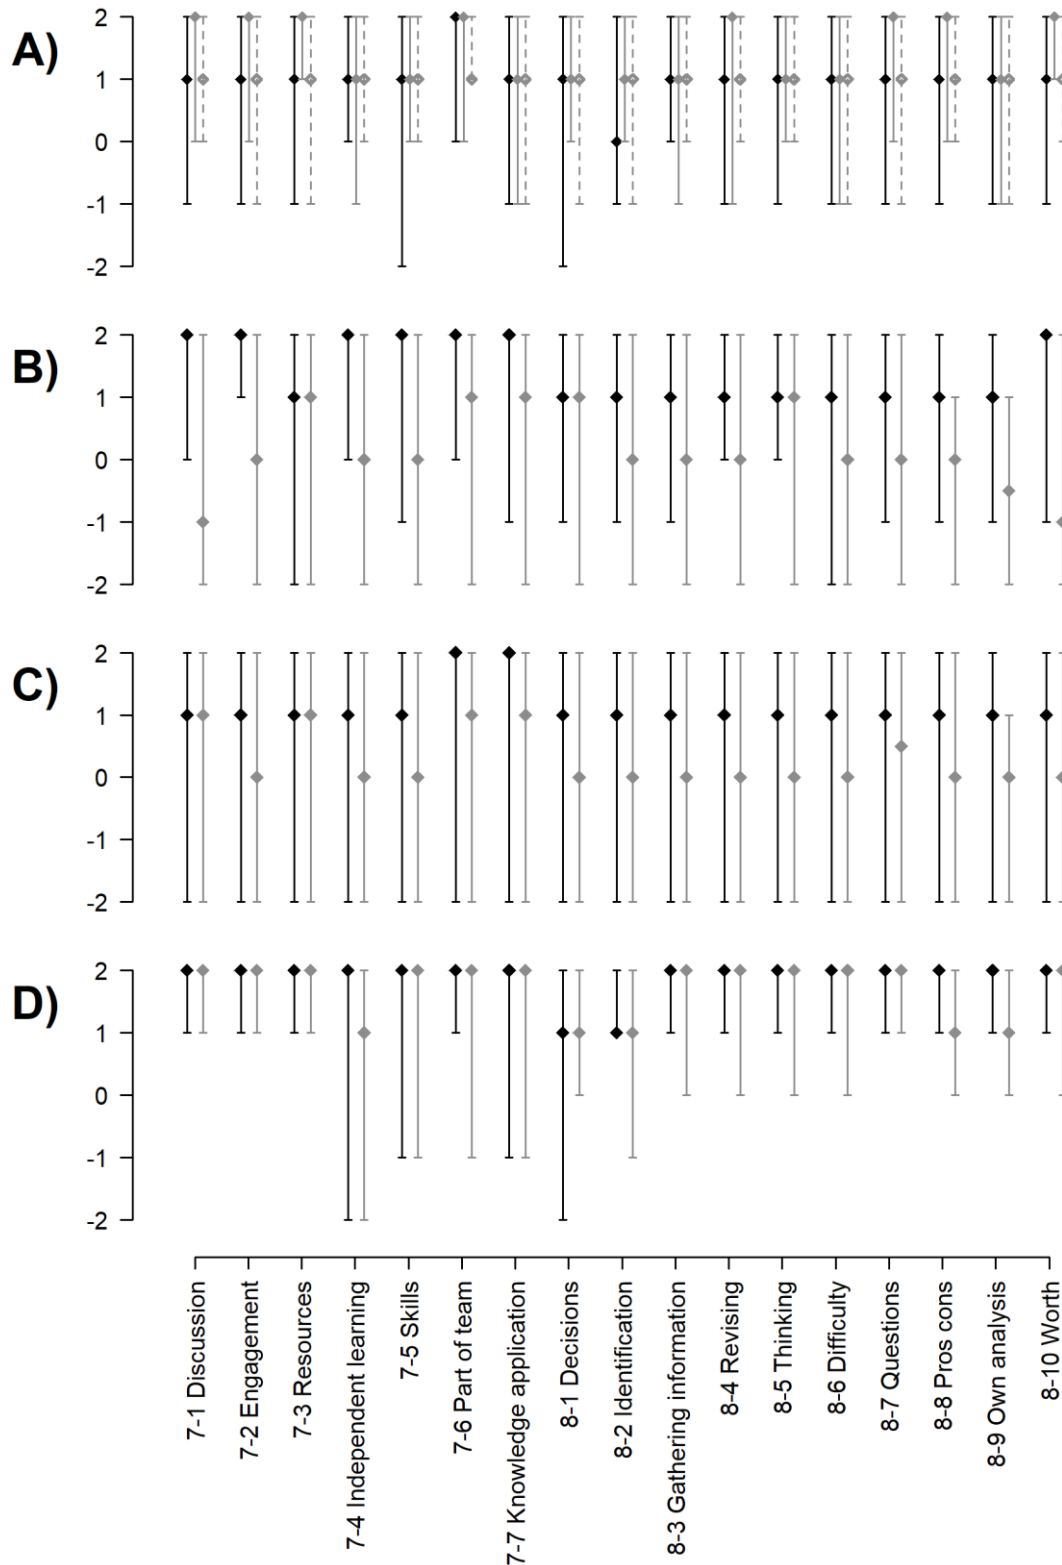 A)
2
1
0
-1
-2
B)
2
1
0
-1
-2
C)
2
1
0
-1
-2
D)
2
1
0
-1
-2
7-1 Discussion
7-2 Engagement
7-3 Resources
7-4 Independent learning
7-5 Skills
7-6 Part of team
7-7 Knowledge application
8-1 Decisions
8-2 Identification
8-3 Gathering information
8-4 Revising
8-5 Thinking
8-6 Difficulty
8-7 Questions
8-8 Pros cons
8-9 Own analysis
8-10 Worth